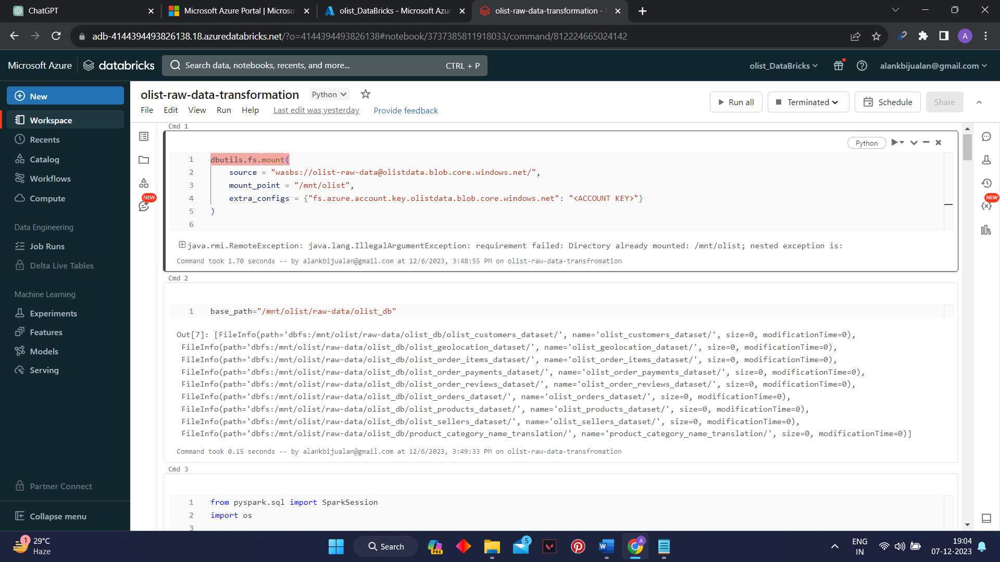 ChatGPT
Microsoft Azure Portal | Microso
olist_DataBricks - Microsoft Azur
olist-raw-data-transformation -
adb-4144394493826138.18.azuredatabricks.net/?o=4144394493826138#notebook/3737385811918033/command/812224665024142
A
Microsoft Azure databricks
Search data, notebooks, recents, and more... CTRL + P
olist_DataBricks
alankbijualan@gmail.com
New
Workspace
Recents
Catalog
Workflows
Compute
Data Engineering
Job Runs
Delta Live Tables
Machine Learning
Experiments
Features
Models
Serving
Partner Connect
Collapse menu
olist-raw-data-transformation Python
File Edit View Run Help Last edit was yesterday Provide feedback
Run all Terminated Schedule Share
NEW
NEW
Cmd 1
Python
1 dbutils.fs.mount(
2 source = "wasbs://olist-raw-data@olistdata.blob.core.windows.net/",
3 mount_point = "/mnt/olist",
4 extra_configs = {"fs.azure.account.key.olistdata.blob.core.windows.net": "<ACCOUNT KEY>"}
5 )
6
java.rmi.RemoteException: java.lang.IllegalArgumentException: requirement failed: Directory already mounted: /mnt/olist; nested exception is:
Command took 1.70 seconds -- by alankbijualan@gmail.com at 12/6/2023, 3:48:55 PM on olist-raw-data-transfromation
Cmd 2
1 base_path="/mnt/olist/raw-data/olist_db"
Out[7]: [FileInfo(path='dbfs:/mnt/olist/raw-data/olist_db/olist_customers_dataset/', name='olist_customers_dataset/', size=0, modificationTime=0),
FileInfo(path='dbfs:/mnt/olist/raw-data/olist_db/olist_geolocation_dataset/', name='olist_geolocation_dataset/', size=0, modificationTime=0),
FileInfo(path='dbfs:/mnt/olist/raw-data/olist_db/olist_order_items_dataset/', name='olist_order_items_dataset/', size=0, modificationTime=0),
FileInfo(path='dbfs:/mnt/olist/raw-data/olist_db/olist_order_payments_dataset/', name='olist_order_payments_dataset/', size=0, modificationTime=0),
FileInfo(path='dbfs:/mnt/olist/raw-data/olist_db/olist_order_reviews_dataset/', name='olist_order_reviews_dataset/', size=0, modificationTime=0),
FileInfo(path='dbfs:/mnt/olist/raw-data/olist_db/olist_orders_dataset/', name='olist_orders_dataset/', size=0, modificationTime=0),
FileInfo(path='dbfs:/mnt/olist/raw-data/olist_db/olist_products_dataset/', name='olist_products_dataset/', size=0, modificationTime=0),
FileInfo(path='dbfs:/mnt/olist/raw-data/olist_db/olist_sellers_dataset/', name='olist_sellers_dataset/', size=0, modificationTime=0),
FileInfo(path='dbfs:/mnt/olist/raw-data/olist_db/product_category_name_translation/', name='product_category_name_translation/', size=0, modificationTime=0)]
Command took 0.15 seconds -- by alankbijualan@gmail.com at 12/6/2023, 3:49:33 PM on olist-raw-data-transfromation
Cmd 3
1 from pyspark.sql import SparkSession
2 import os
3
1
29°C
Haze
Search
PRE
5
W
A
ENG
IN
19:04
07-12-2023